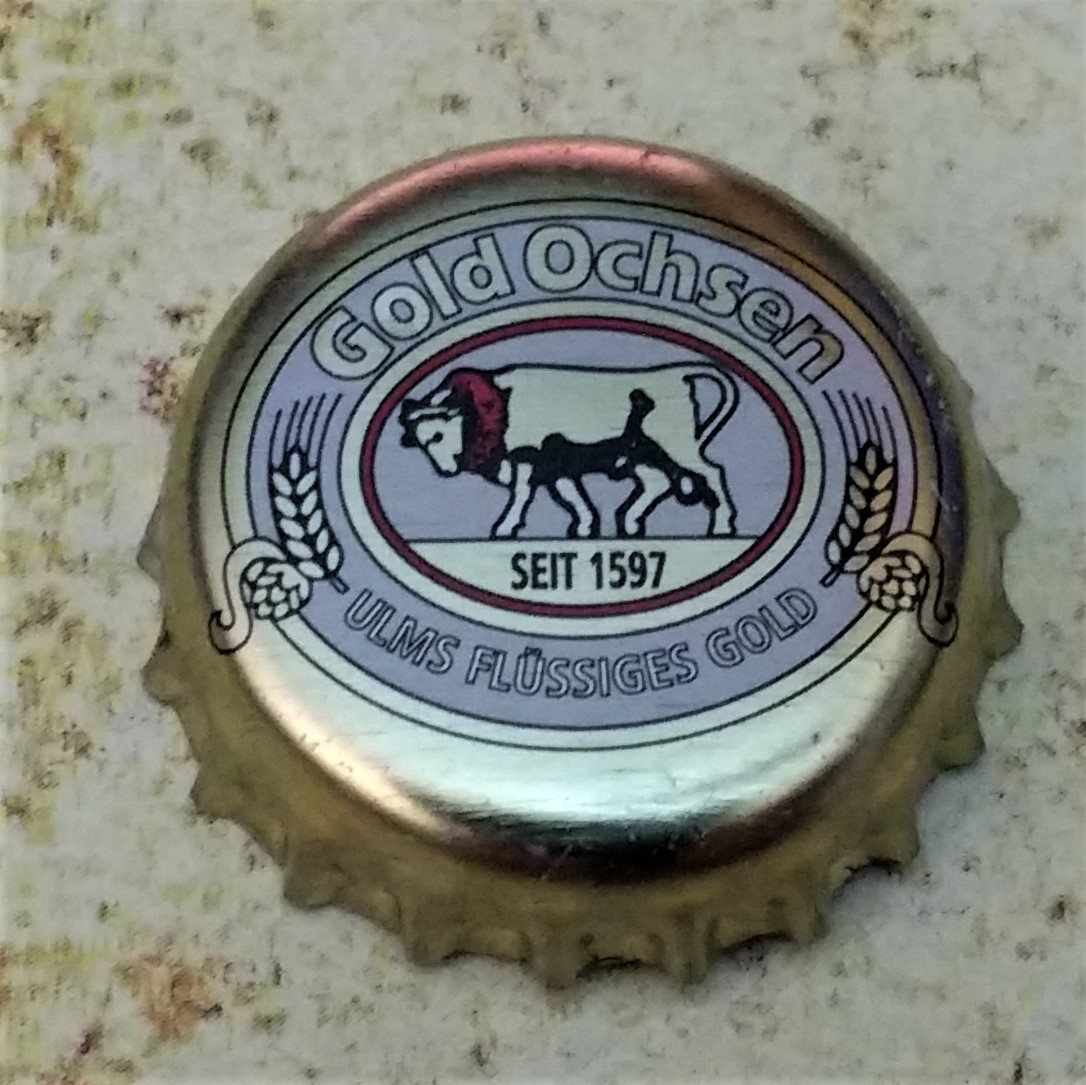 Gold Ochsen
SEIT 1597
ULMS FLÜSSIGES GOLD